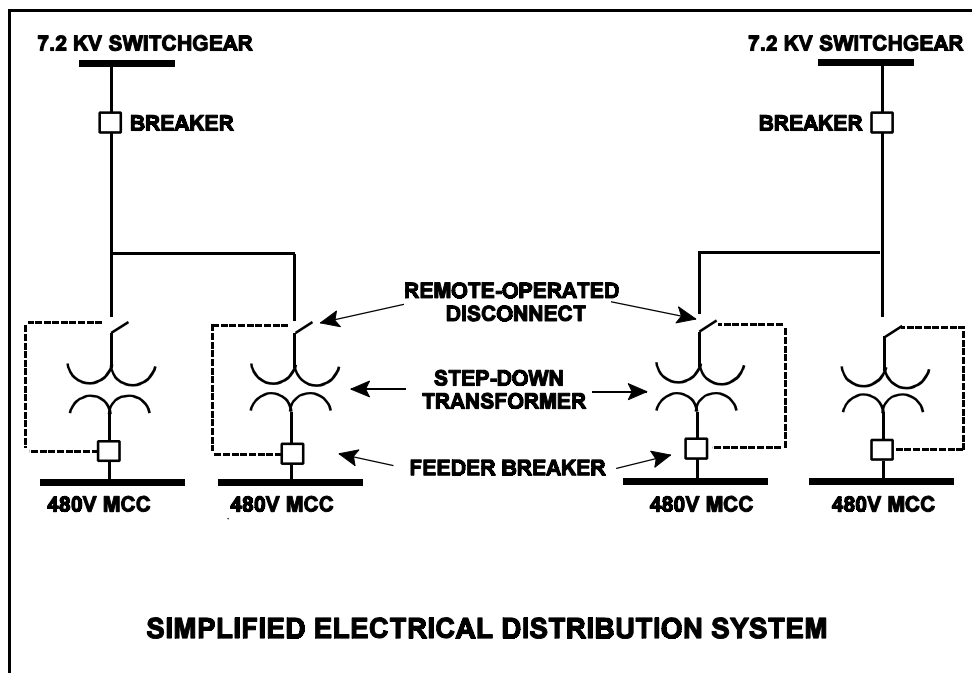 7.2 KV SWITCHGEAR
7.2 KV SWITCHGEAR
BREAKER
BREAKER
REMOTE-OPERATED
DISCONNECT
STEP-DOWN
TRANSFORMER
FEEDER BREAKER
480V MCC
480V MCC
480V MCC
480V MCC
SIMPLIFIED ELECTRICAL DISTRIBUTION SYSTEM